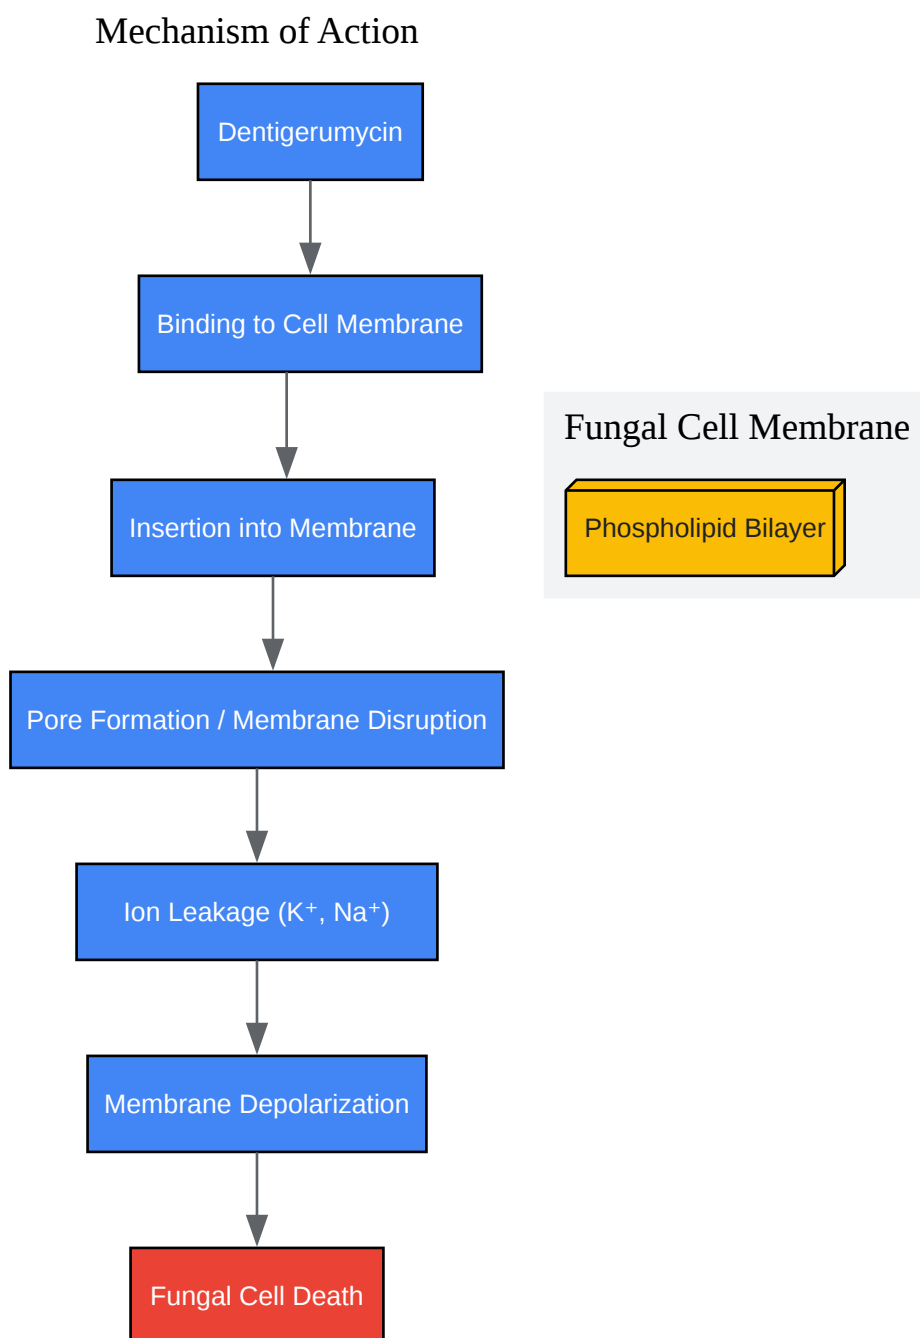 Mechanism of Action
Dentigerumycin
Binding to Cell Membrane
Fungal Cell Membrane
Insertion into Membrane
Phospholipid Bilayer
Pore Formation / Membrane Disruption
Ion Leakage (K⁺, Na⁺)
Membrane Depolarization
Fungal Cell Death